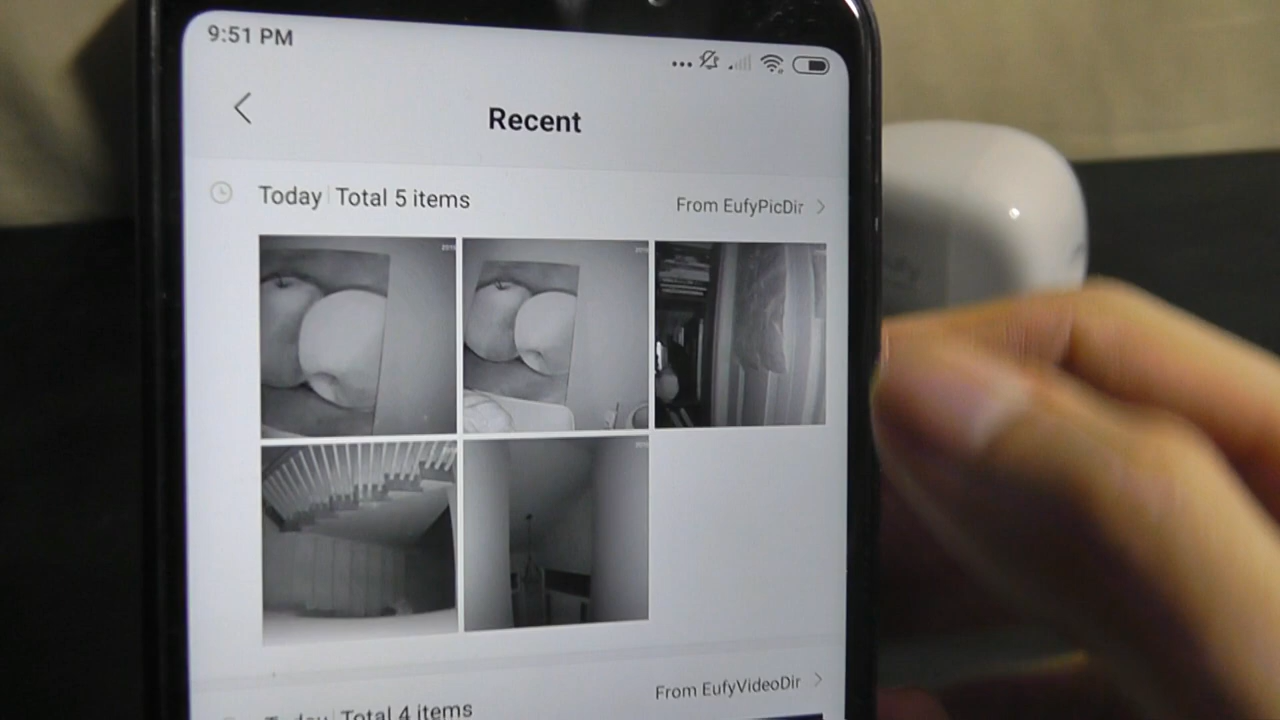 9:51 PM
Recent
Today Total 5 items
From EufyPicDir
Today Total 4 items
From EufyVideoDir